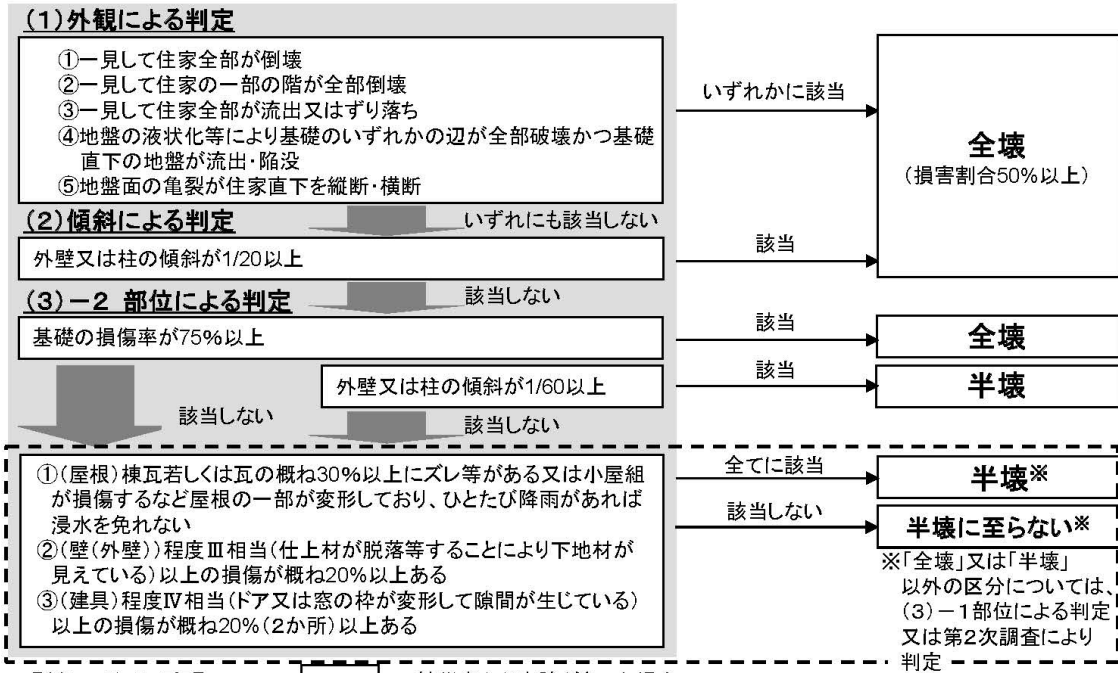 (1)外観による判定
①一見して住家全部が倒壊
②一見して住家の一部の階が全部倒壊
③一見して住家全部が流出又はずり落ち
④地盤の液状化等により基礎のいずれかの辺が全部破壊かつ基礎
直下の地盤が流出・陥没
⑤地盤面の亀裂が住家直下を縦断・横断
いずれかに該当
全壊
(損害割合50%以上)
いずれにも該当しない
(2)傾斜による判定
外壁又は柱の傾斜が1/20以上
該当
該当しない
(3)-2 部位による判定
基礎の損傷率が75%以上
該当
全壊
外壁又は柱の傾斜が1/60以上
該当
半壊
該当しない
該当しない
①(屋根)棟瓦若しくは瓦の概ね30%以上にズレ等がある又は小屋組
が損傷するなど屋根の一部が変形しており、ひとたび降雨があれば
浸水を免れない
②(壁(外壁))程度Ⅲ相当(仕上材が脱落等することにより下地材が
見えている)以上の損傷が概ね20%以上ある
③(建具)程度Ⅳ相当(ドア又は窓の枠が変形して隙間が生じている)
以上の損傷が概ね20%(2か所)以上ある
全てに該当
半壊※
該当しない
半壊に至らない※
※「全壊」又は「半壊」
以外の区分については、
(3)-1部位による判定
又は第2次調査により
判定